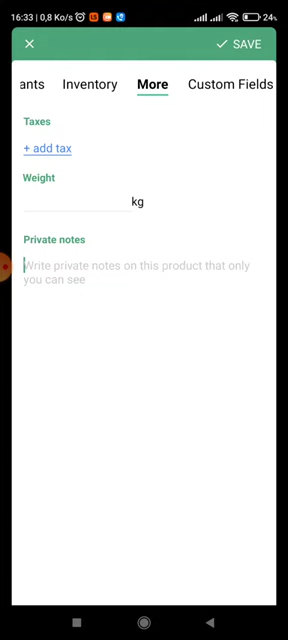 16:33 | 0,8 Ko/s 24%
SAVE
ants Inventory More Custom Fields
Taxes
+ add tax
Weight
kg
Private notes
Write private notes on this product that only
you can see